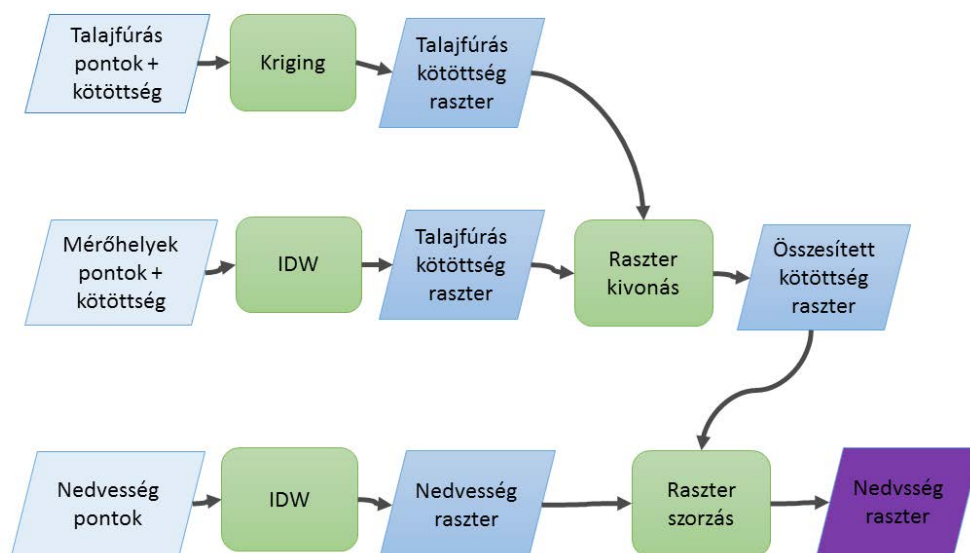 Talajfúrás
pontok +
kötöttség
Kriging
Talajfúrás
kötöttség
raszter
Mérőhelyek
pontok +
kötöttség
IDW
Talajfúrás
kötöttség
raszter
Raszter
kivonás
Összesített
kötöttség
raszter
Nedvesség
pontok
IDW
Nedvesség
raszter
Raszter
szorzás
Nedvsség
raszter